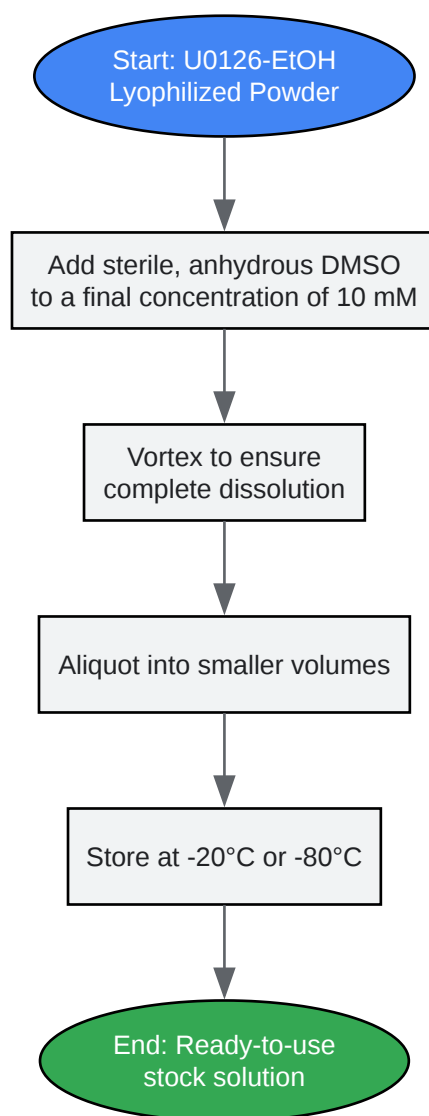 Start: U0126-EtOH
Lyophilized Powder
Add sterile, anhydrous DMSO
to a final concentration of 10 mM
Vortex to ensure
complete dissolution
Aliquot into smaller volumes
Store at -20°C or -80°C
End: Ready-to-use
stock solution